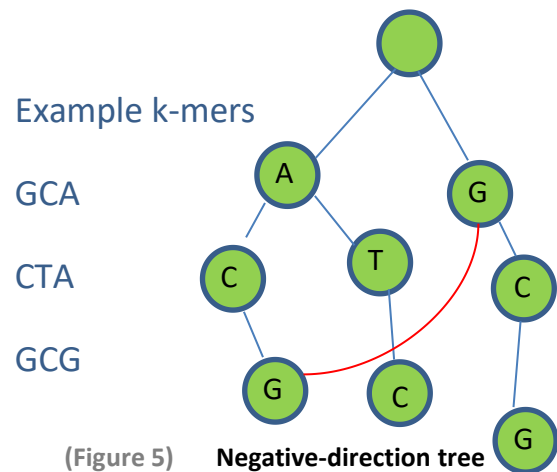 Example k-mers
A
GCA
G
T
C
CTA
C
GCG
G
C
G
(Figure 5) Negative-direction tree